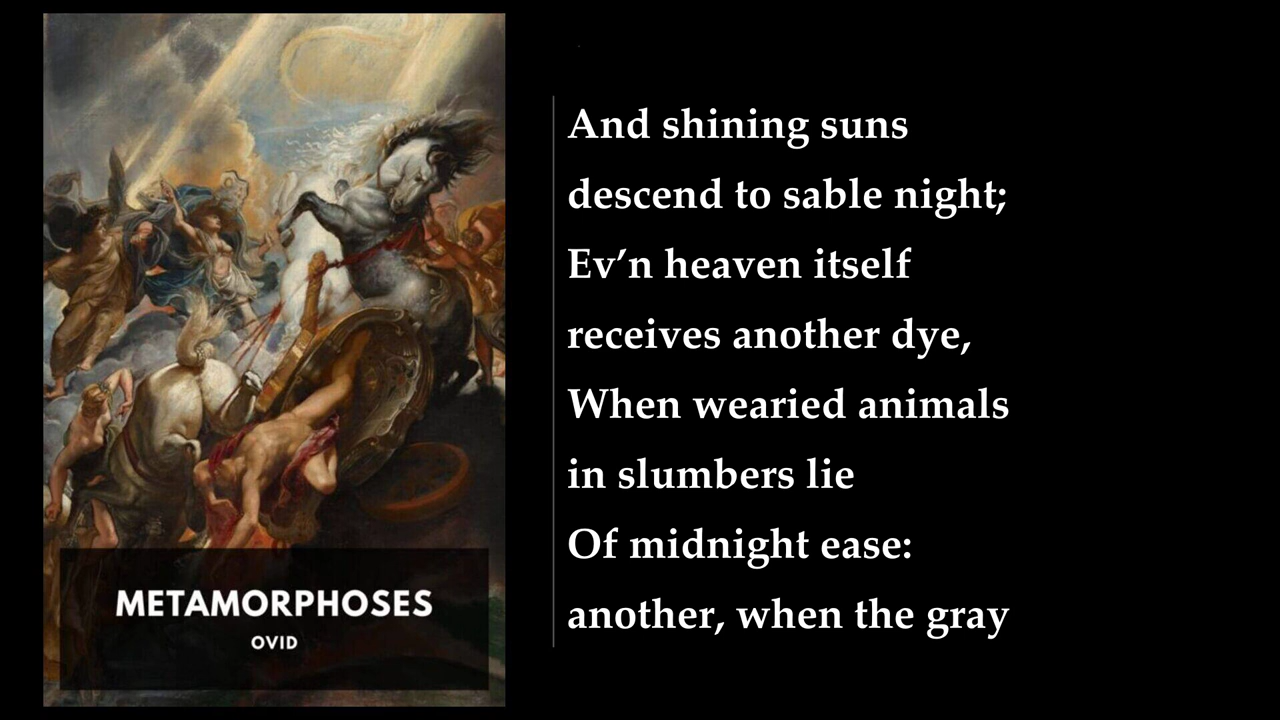 METAMORPHOSES
OVID
And shining suns
descend to sable night;
Ev’n heaven itself
receives another dye,
When wearied animals
in slumbers lie
Of midnight ease:
another, when the gray